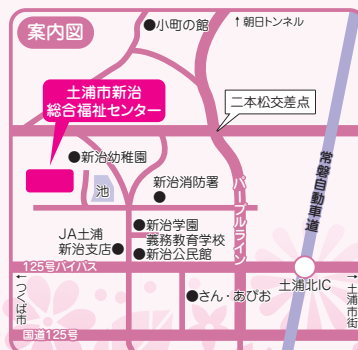 案内図
●小町の館
↑朝日トンネル
土浦市新治
総合福祉センター
二本松交差点
●新治幼稚園
池
新治消防署
●
パープルライン
常磐自動車道
●新治学園
義務教育学校
●新治公民館
JA土浦
新治支店●
125号バイパス
←つくば市
●さん・あぴお
土浦北IC
→土浦市街
国道125号